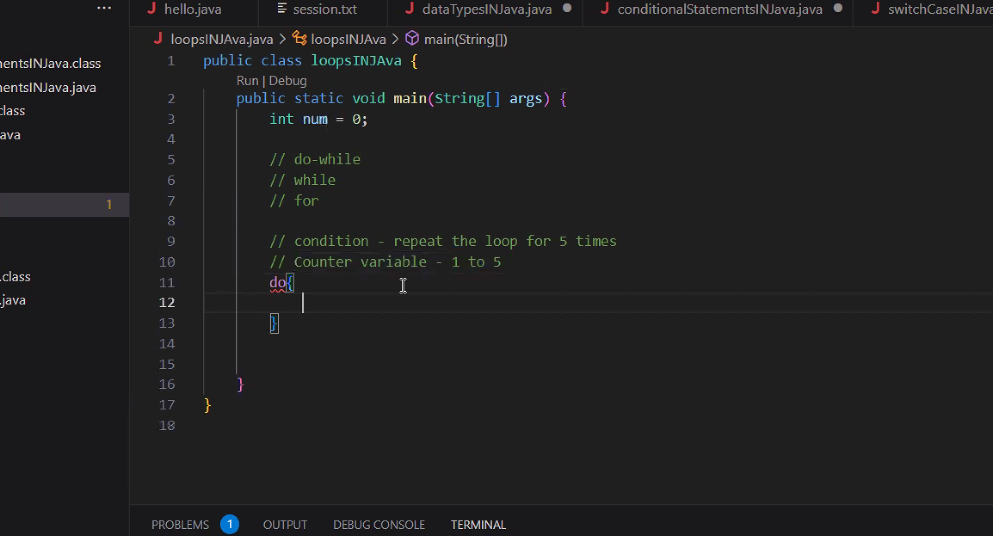 hello.java session.txt dataTypesINJava.java conditionalStatementsINJava.java switchCaseINJava
loopsINJAva.java > loopsINJAva > main(String[])
mentsINJava.class
mentsINJava.java
class
ava
1
.class
.java
1 public class loopsINJAva {
Run | Debug
2 public static void main(String[] args) {
3 int num = 0;
4
5 // do-while
6 // while
7 // for
8
9 // condition - repeat the loop for 5 times
10 // Counter variable - 1 to 5
11 do{
12
13 }
14
15
16 }
17 }
18
PROBLEMS 1 OUTPUT DEBUG CONSOLE TERMINAL